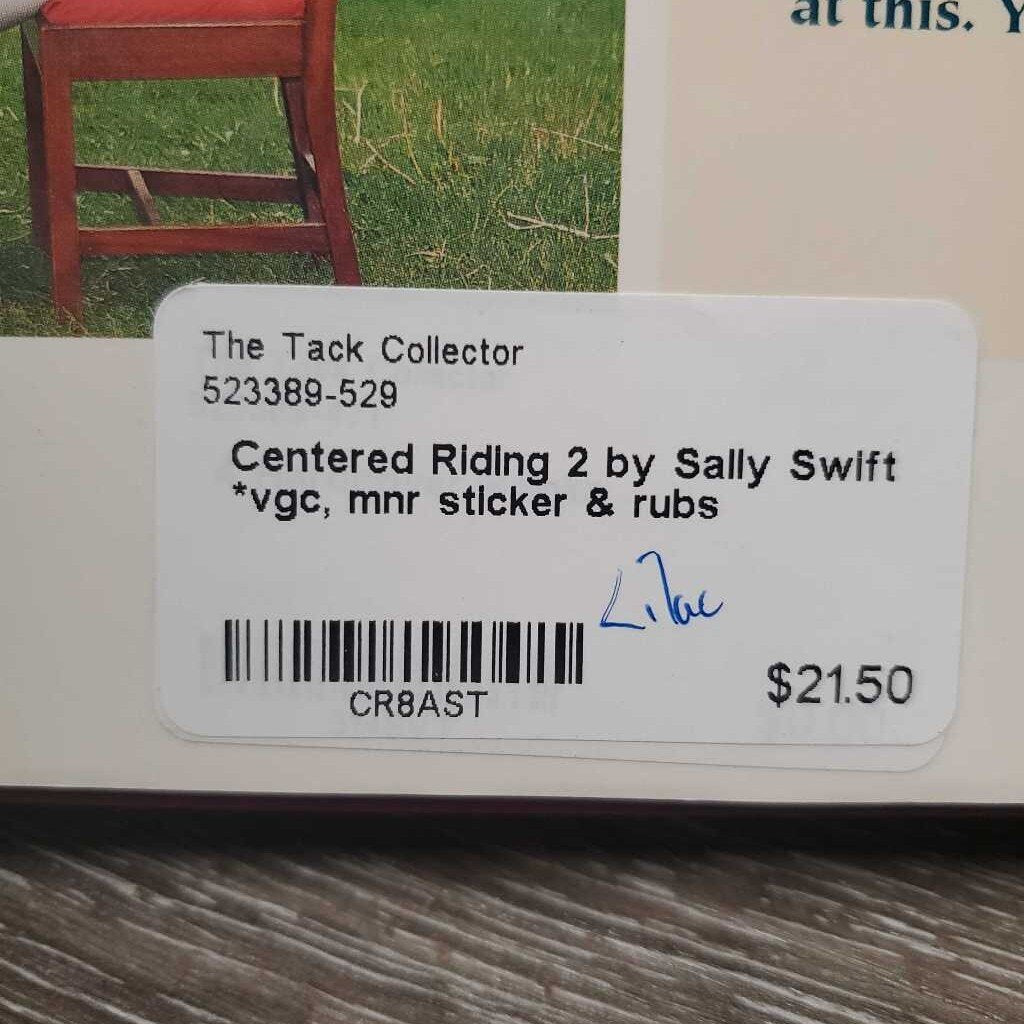 at this. Y
The Tack Collector
523389-529
Centered Riding 2 by Sally Swift
*vgc, mnr sticker & rubs
Lilac
CR8AST
$21.50